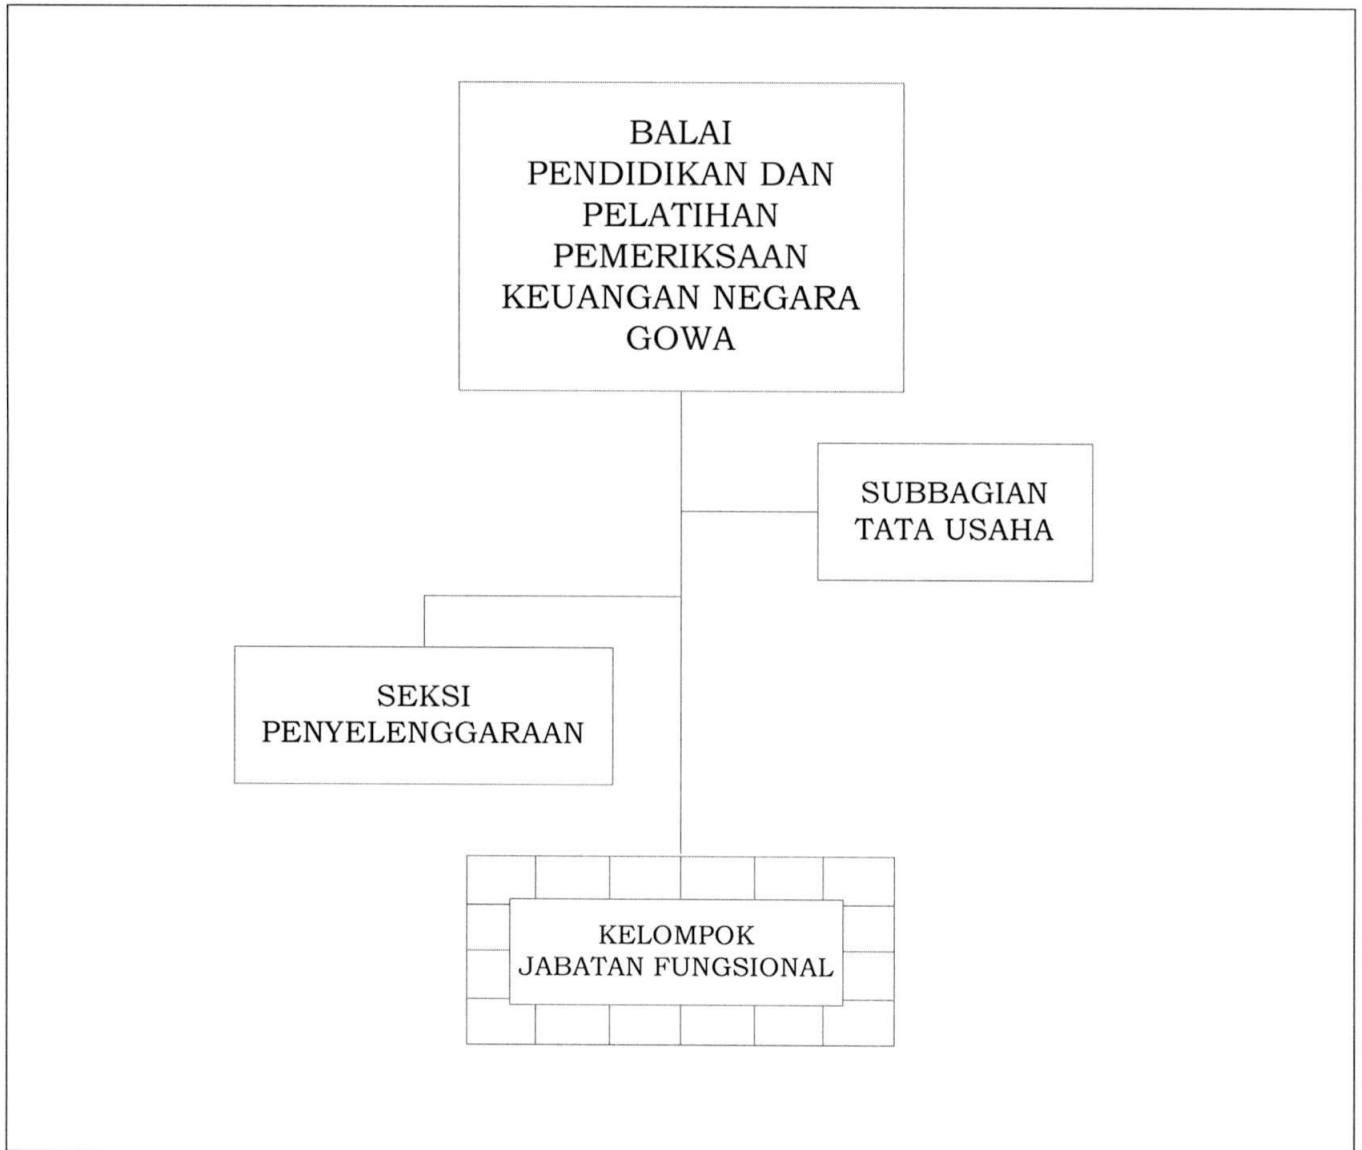 BALAI
PENDIDIKAN DAN
PELATIHAN
PEMERIKSAAN
KEUANGAN NEGARA
GOWA
SUBBAGIAN
TATA USAHA
SEKSI
PENYELENGGARAAN
KELOMPOK
JABATAN FUNGSIONAL